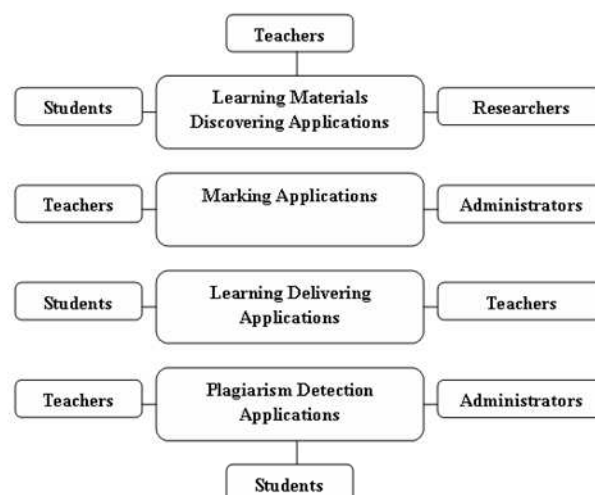 Teachers
Students
Learning Materials
Discovering Applications
Researchers
Teachers
Marking Applications
Administrators
Students
Learning Delivering
Applications
Teachers
Teachers
Plagiarism Detection
Applications
Administrators
Students